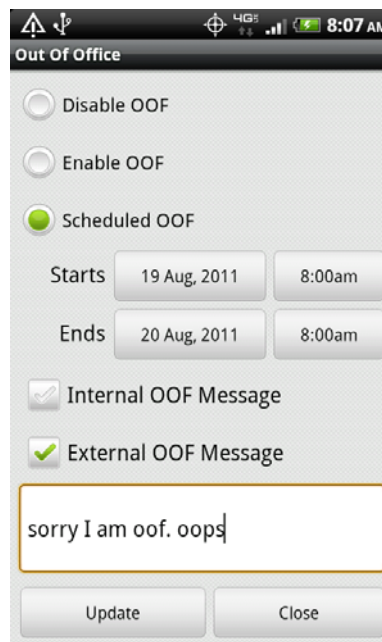 4G 8:07 AM
Out Of Office
Disable OOF
Enable OOF
Scheduled OOF
Starts 19 Aug, 2011 8:00am
Ends 20 Aug, 2011 8:00am
Internal OOF Message
External OOF Message
sorry I am oof. oops
Update Close